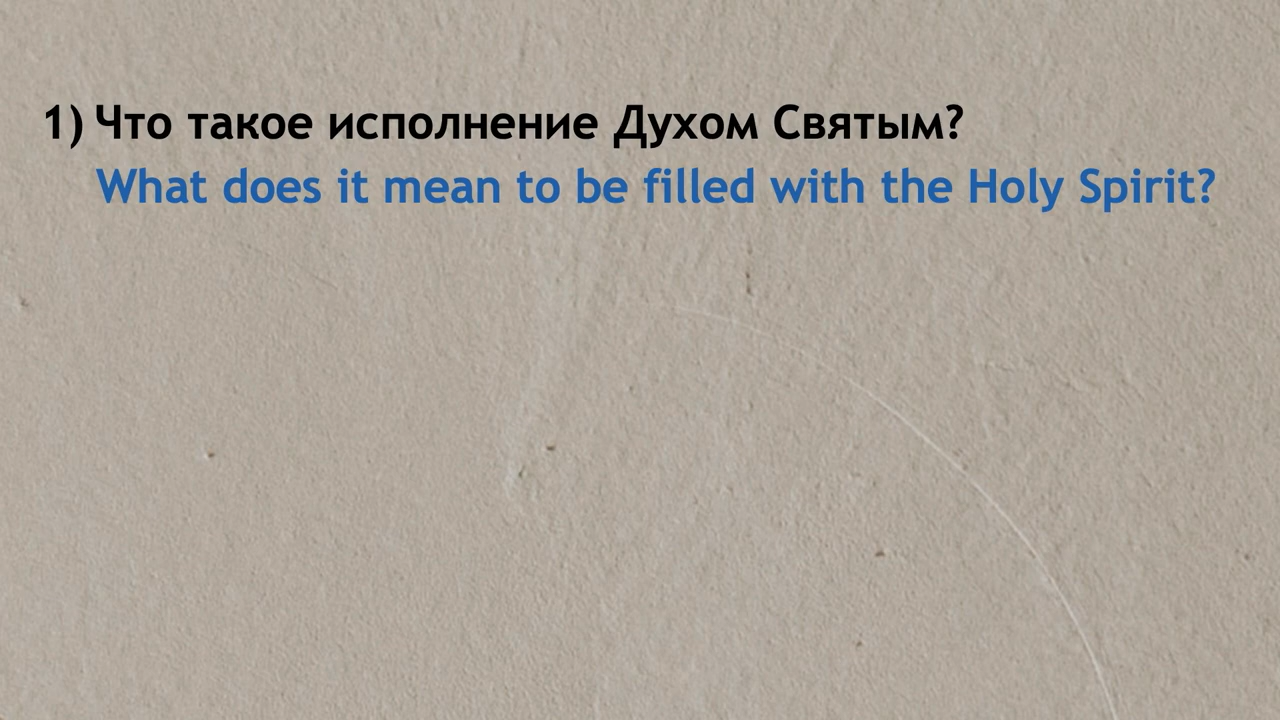 1) Что такое исполнение Духом Святым?
What does it mean to be filled with the Holy Spirit?